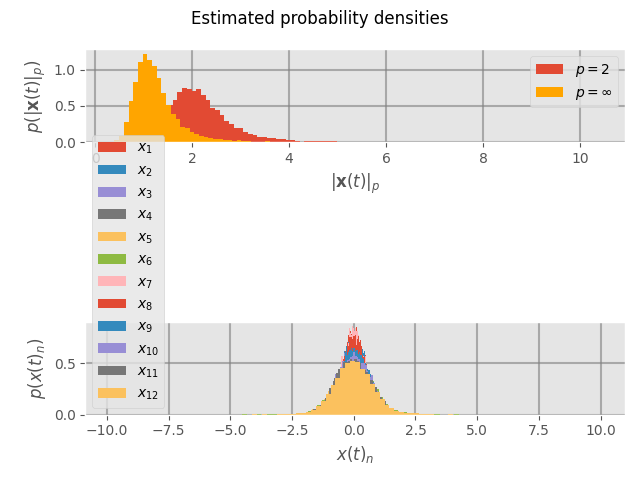 Estimated probability densities
p(|x(t)|_p)
1.0
0.5
0.0
p = 2
p = ∞
0 2 4 6 8 10
|x(t)|_p
x_1
x_2
x_3
x_4
x_5
x_6
x_7
x_8
x_9
x_10
x_11
x_12
p(x(t)_n)
0.5
0.0
−10.0 −7.5 −5.0 −2.5 0.0 2.5 5.0 7.5 10.0
x(t)_n